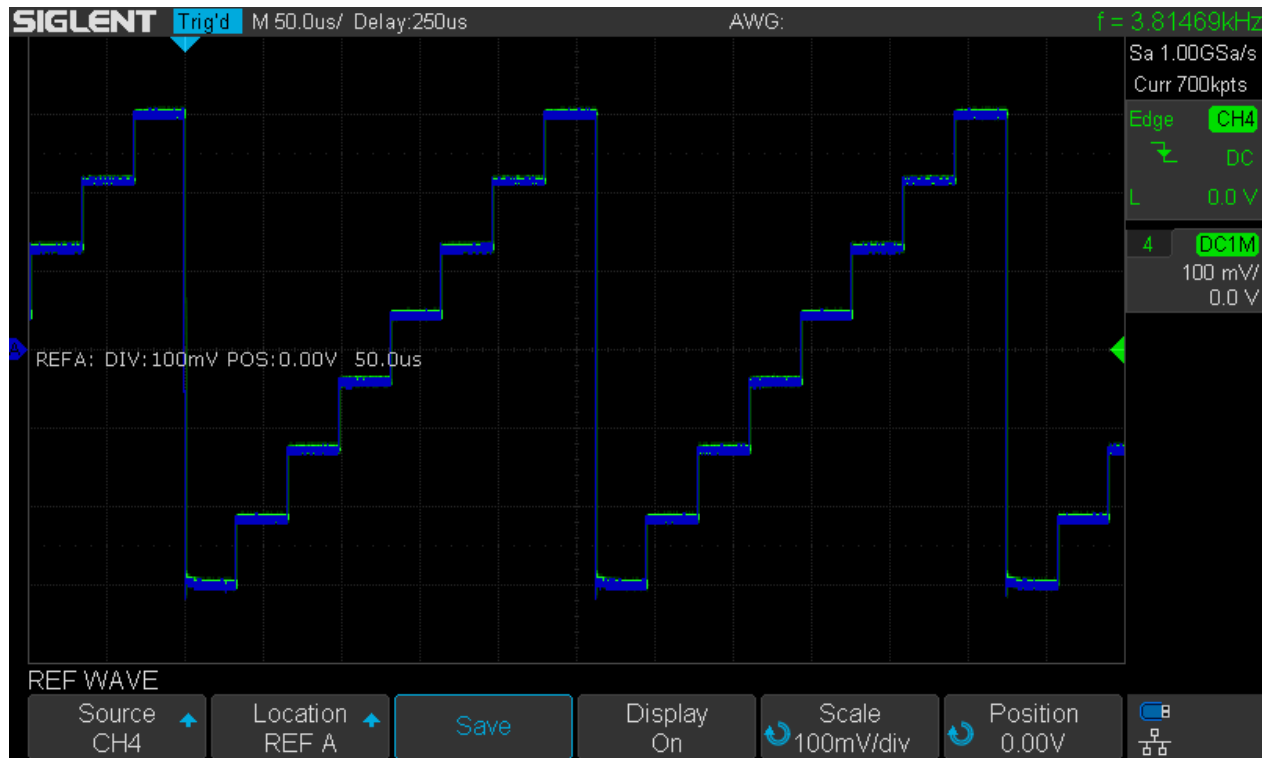 SIGLENT Trig'd M 50.0us/ Delay:250us AWG: f = 3.81469kHz
Sa 1.00GSa/s
Curr 700kpts
Edge CH4
DC
L 0.0 V
4 DC1M
100 mV/
0.0 V
A
REFA: DIV:100mV POS:0.00V 50.0us
REF WAVE
Source Location Save Display Scale Position
CH4 REF A On 100mV/div 0.00V